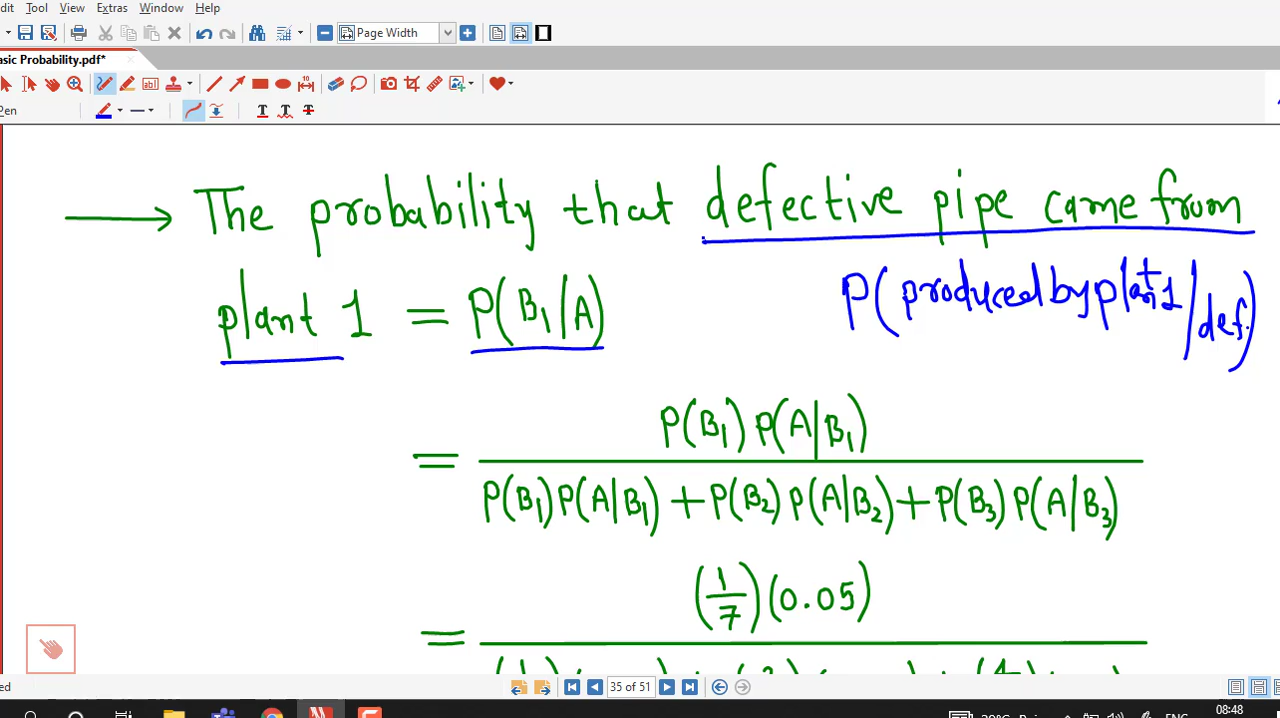 dit Tool View Extras Window Help
Page Width
asic Probability.pdf*
Pen
⟶ The probability that defective pipe came from
plant 1 = P(B₁|A)
P(produced by plant 1/def.)
= P(B₁)P(A|B₁)
P(B₁)P(A|B₁)+P(B₂)P(A|B₂)+P(B₃)P(A|B₃)
= (1/7)(0.05)
35 of 51
08:48
ENG